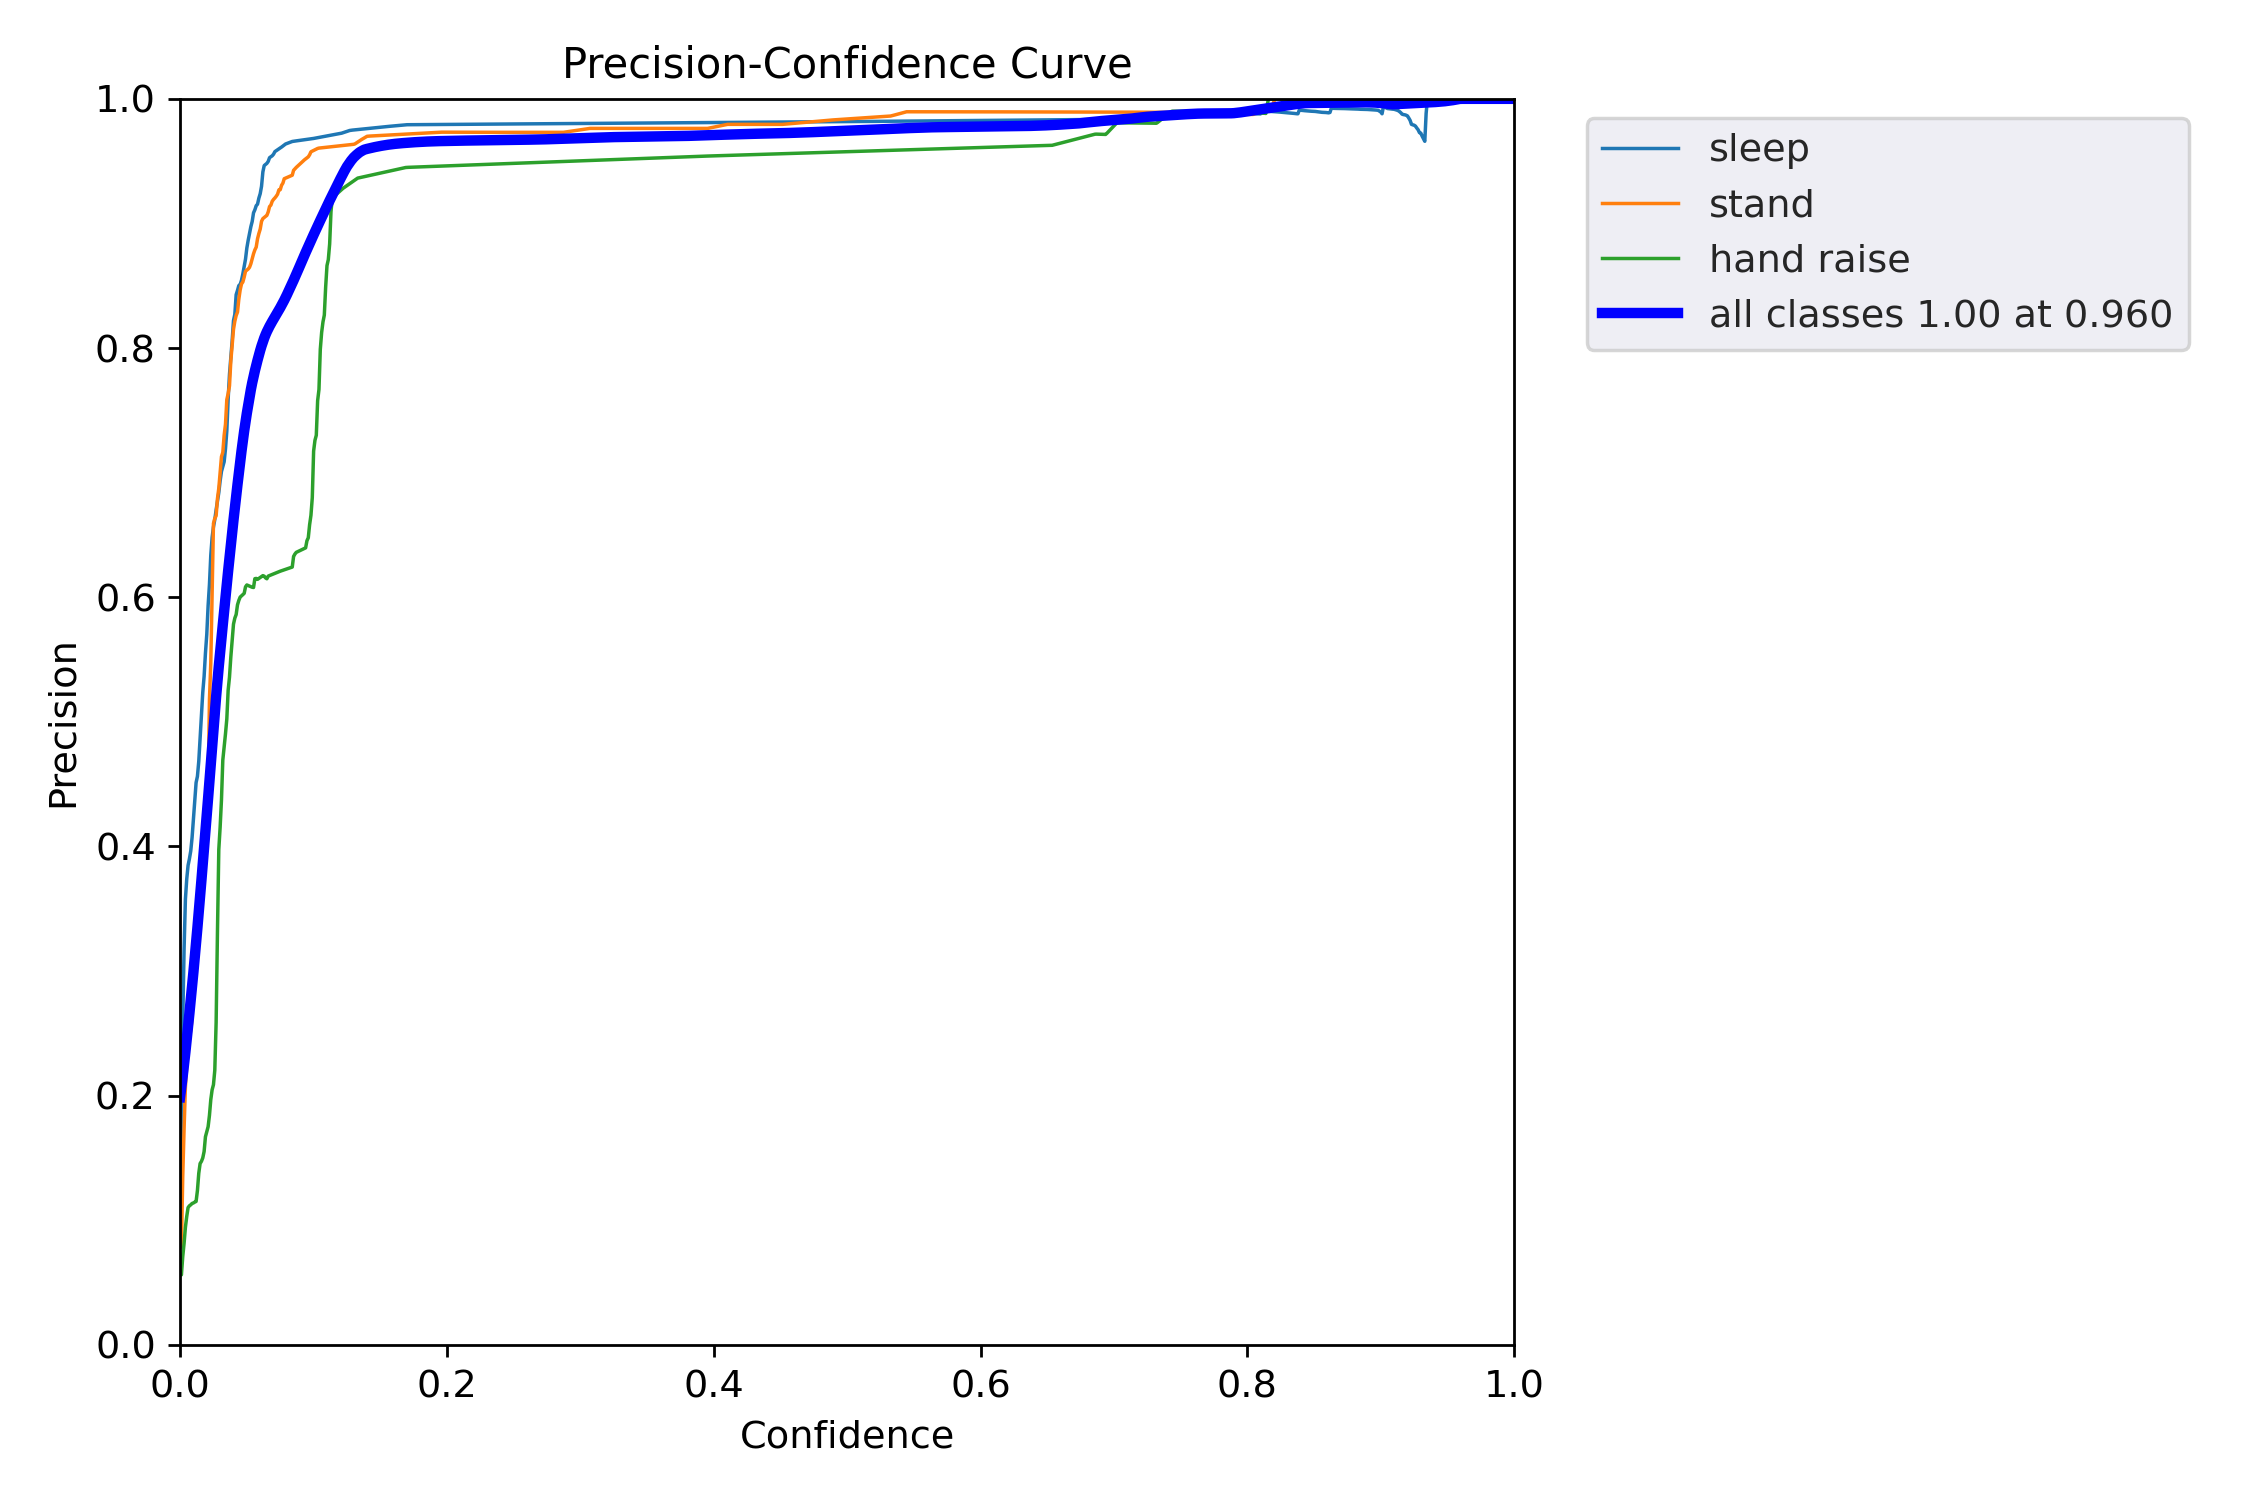 Precision-Confidence Curve
1.0
0.8
0.6
0.4
0.2
0.0
Precision
0.0 0.2 0.4 0.6 0.8 1.0
Confidence
sleep
stand
hand raise
all classes 1.00 at 0.960